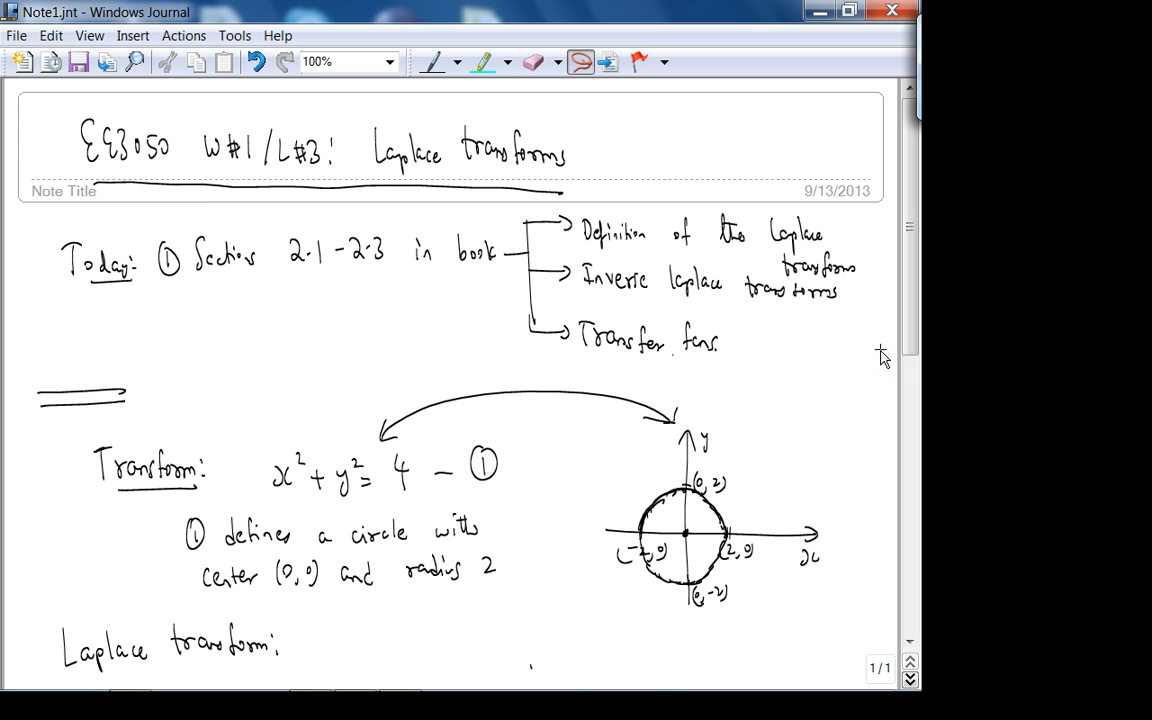 Note1.jnt - Windows Journal
File Edit View Insert Actions Tools Help
100%
EE3050 W#1/L#3: Laplace transforms
Note Title 9/13/2013
Today: ① Sections 2.1-2.3 in book
Definition of the Laplace transforms
Inverse Laplace transforms
Transfer fcns.
Transform: x² + y² = 4 - ①
① defines a circle with
center (0,0) and radius 2
y
(0,2)
(-2,0) (2,0) x
(0,-2)
Laplace transform:
1/1